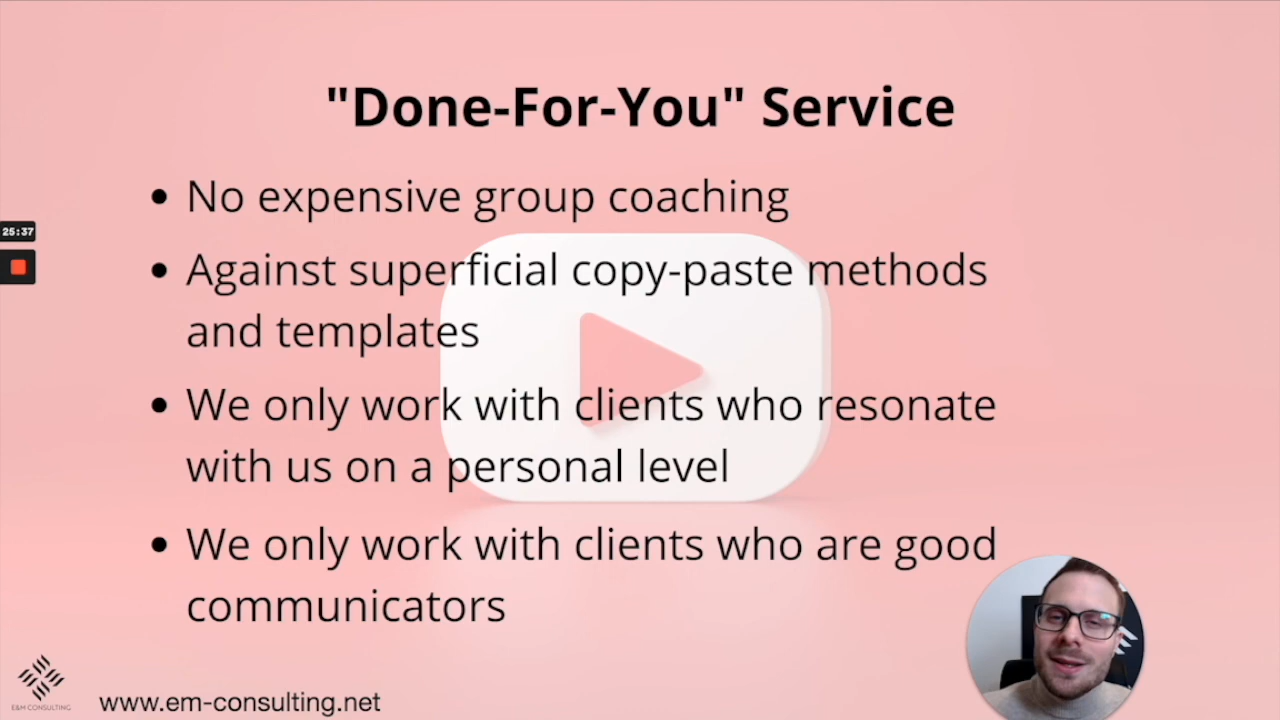 "Done-For-You" Service
• No expensive group coaching
25:37
• Against superficial copy-paste methods
and templates
• We only work with clients who resonate
with us on a personal level
• We only work with clients who are good
communicators
E&M CONSULTING
www.em-consulting.net